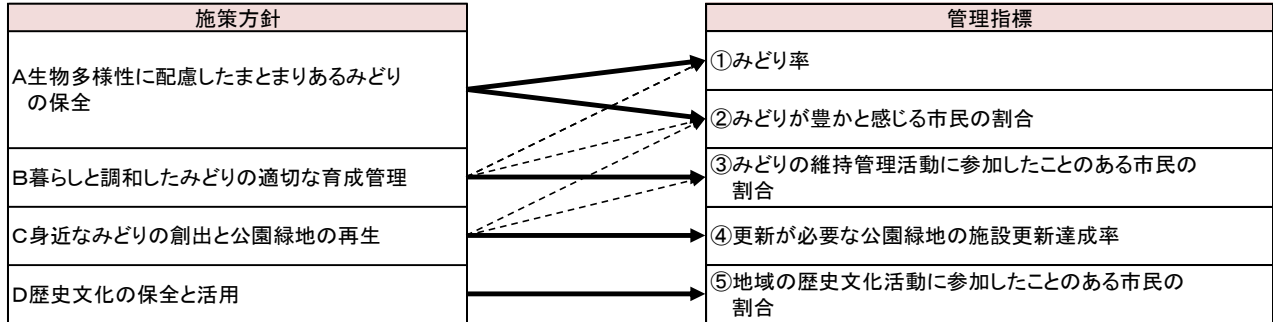 施策方針
A生物多様性に配慮したまとまりあるみどり
の保全
B暮らしと調和したみどりの適切な育成管理
C身近なみどりの創出と公園緑地の再生
D歴史文化の保全と活用
管理指標
①みどり率
②みどりが豊かと感じる市民の割合
③みどりの維持管理活動に参加したことのある市民の
割合
④更新が必要な公園緑地の施設更新達成率
⑤地域の歴史文化活動に参加したことのある市民の
割合